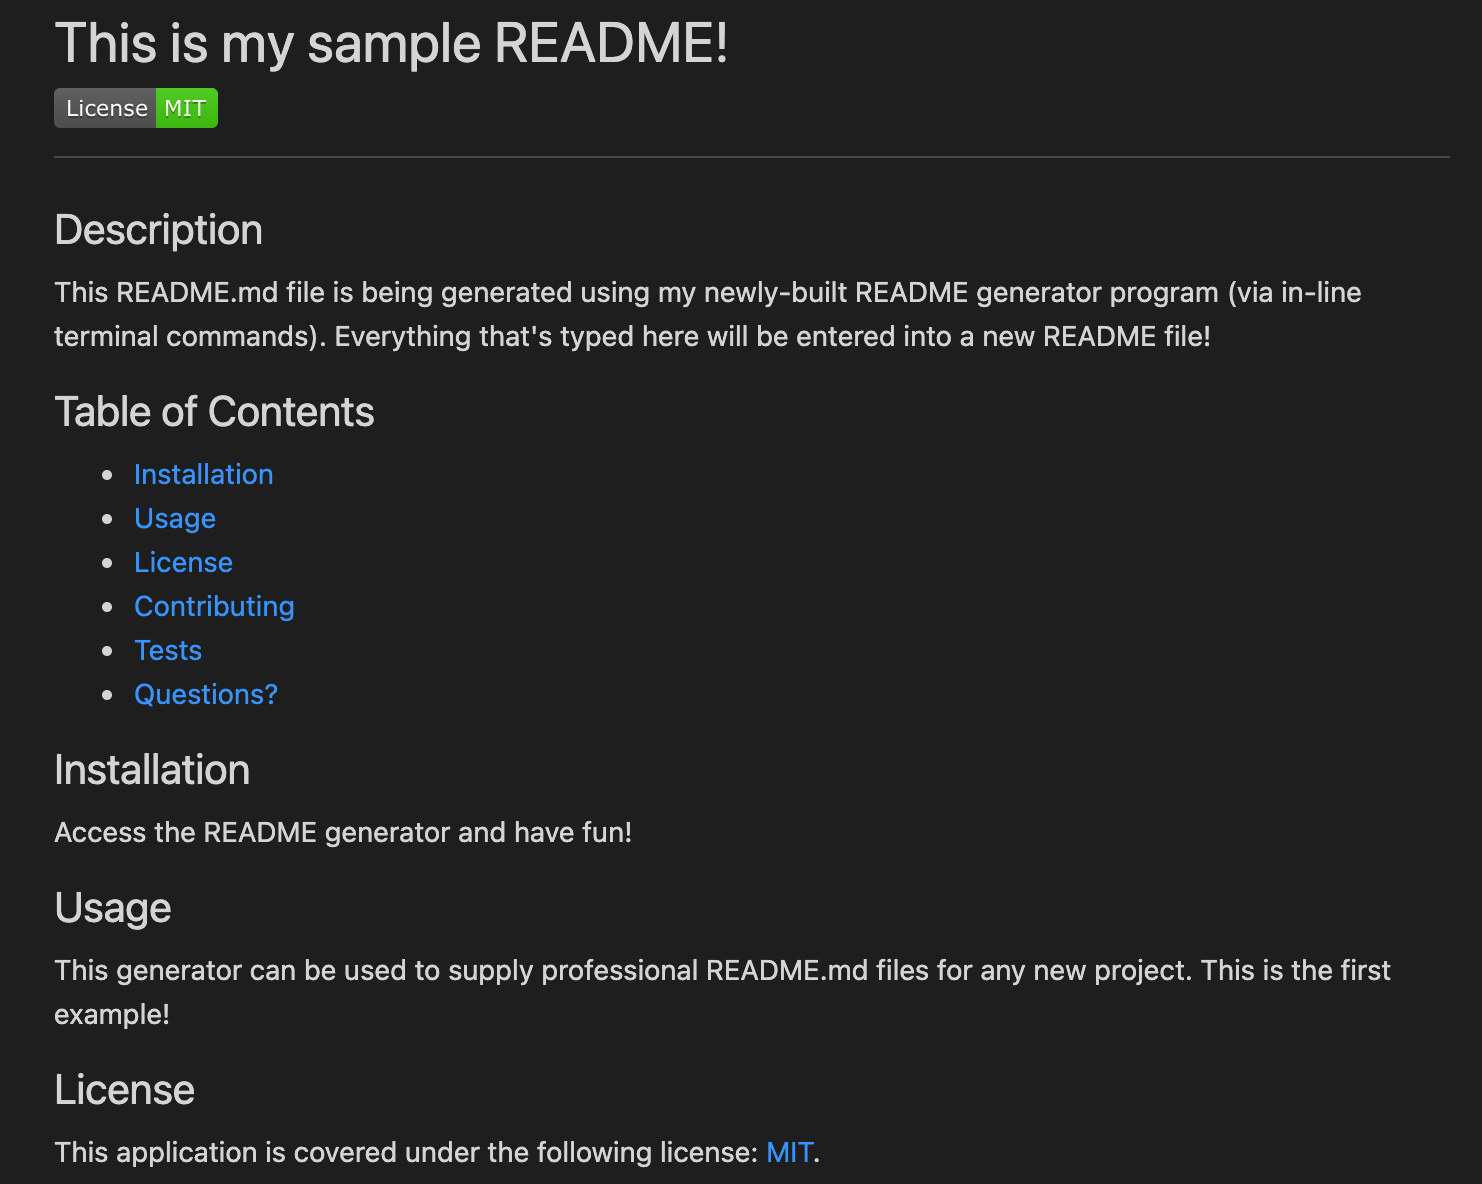 This is my sample README!
License MIT
Description
This README.md file is being generated using my newly-built README generator program (via in-line
terminal commands). Everything that's typed here will be entered into a new README file!
Table of Contents
Installation
Usage
License
Contributing
Tests
Questions?
Installation
Access the README generator and have fun!
Usage
This generator can be used to supply professional README.md files for any new project. This is the first
example!
License
This application is covered under the following license: MIT.